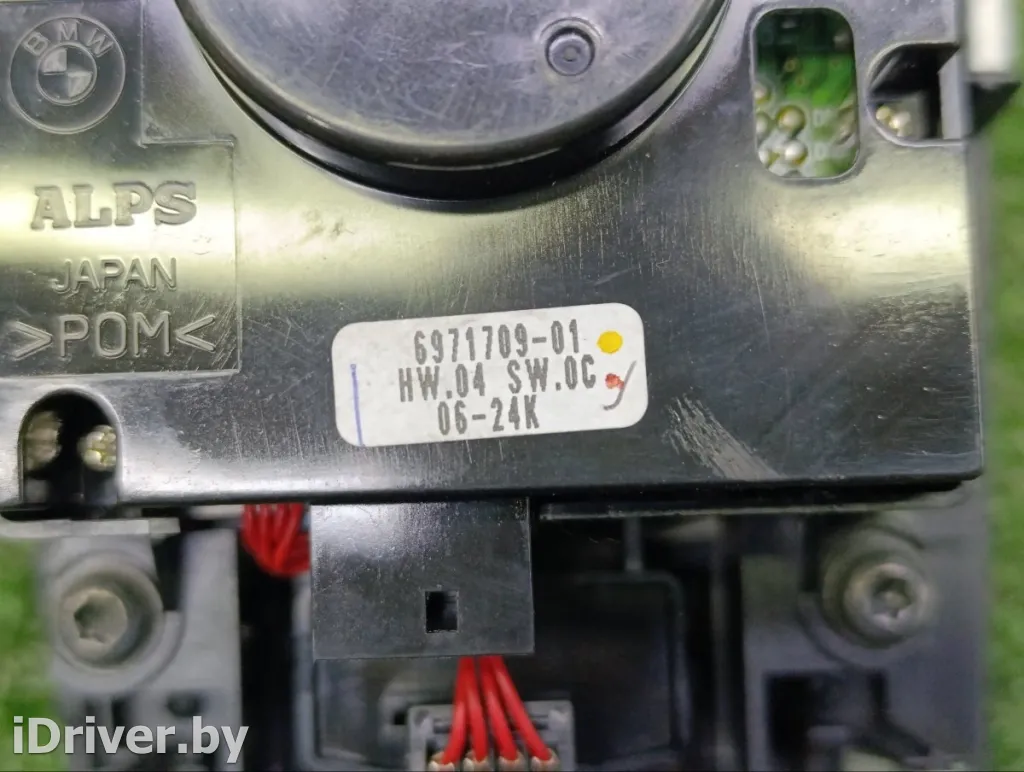 BMW
ALPS
JAPAN
>POM<
6971709-01
HW.04 SW.0C
06-24K
iDriver.by